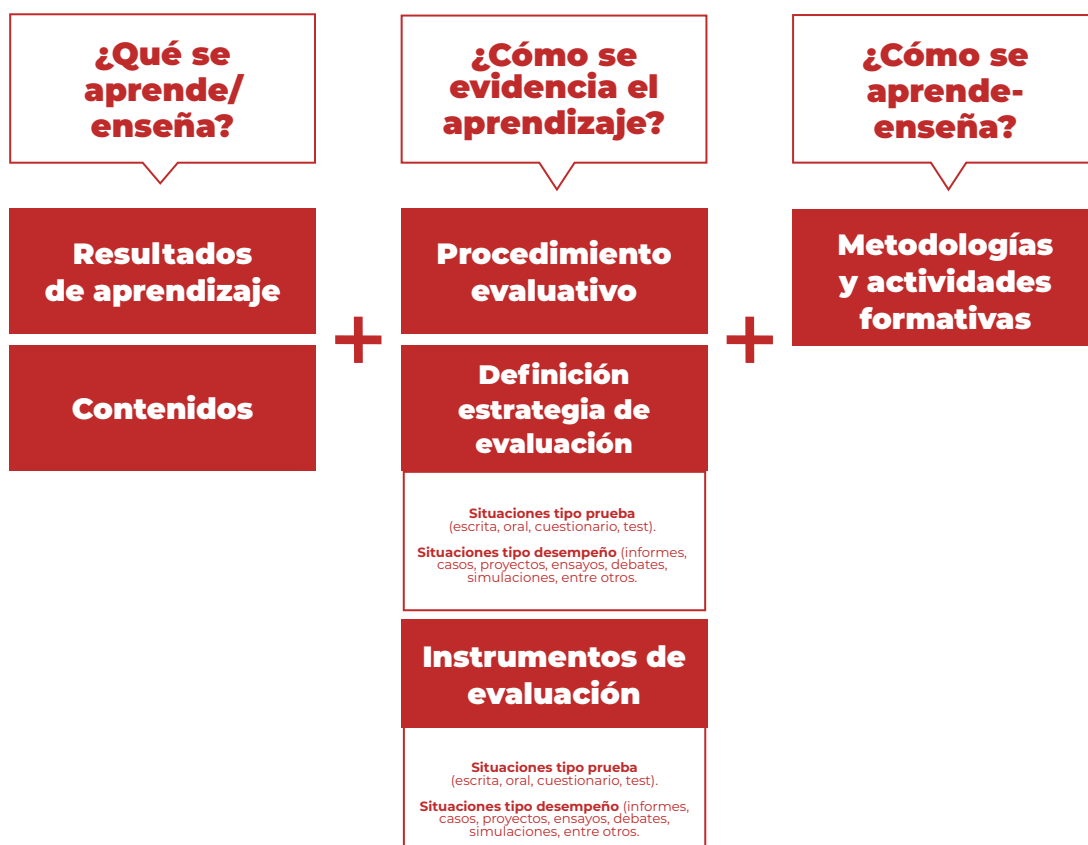 ¿Qué se
aprende/
enseña?
Resultados
de aprendizaje
Contenidos
+
¿Cómo se
evidencia el
aprendizaje?
Procedimiento
evaluativo
Definición
estrategia de
evaluación
Situaciones tipo prueba
(escrita, oral, cuestionario, test).
Situaciones tipo desempeño (informes,
casos, proyectos, ensayos, debates,
simulaciones, entre otros.
Instrumentos de
evaluación
Situaciones tipo prueba
(escrita, oral, cuestionario, test).
Situaciones tipo desempeño (informes,
casos, proyectos, ensayos, debates,
simulaciones, entre otros.
+
¿Cómo se
aprende-
enseña?
Metodologías
y actividades
formativas